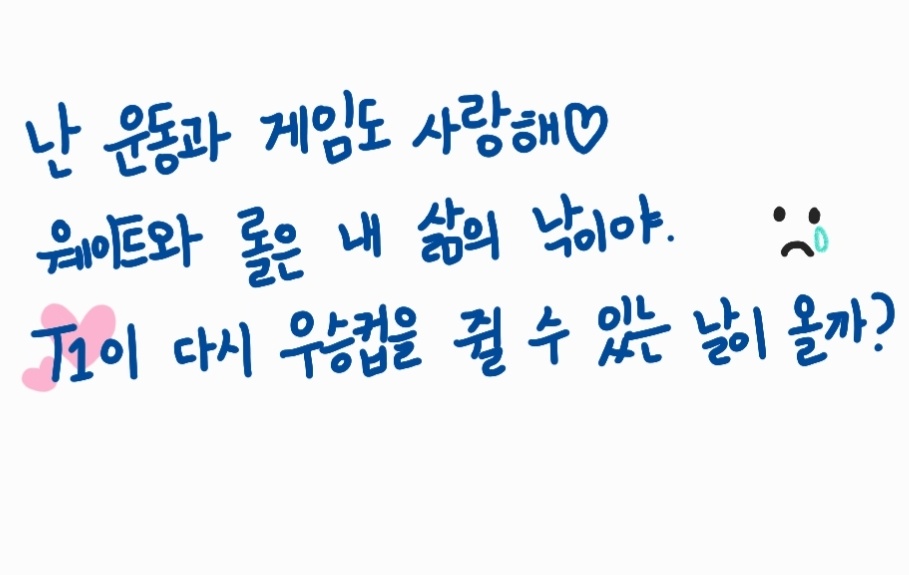 난 운동과 게임도 사랑해♡
웨이트와 롤은 내 삶의 낙이야.
T1이 다시 우승컵을 쥘 수 있는 날이 올까?